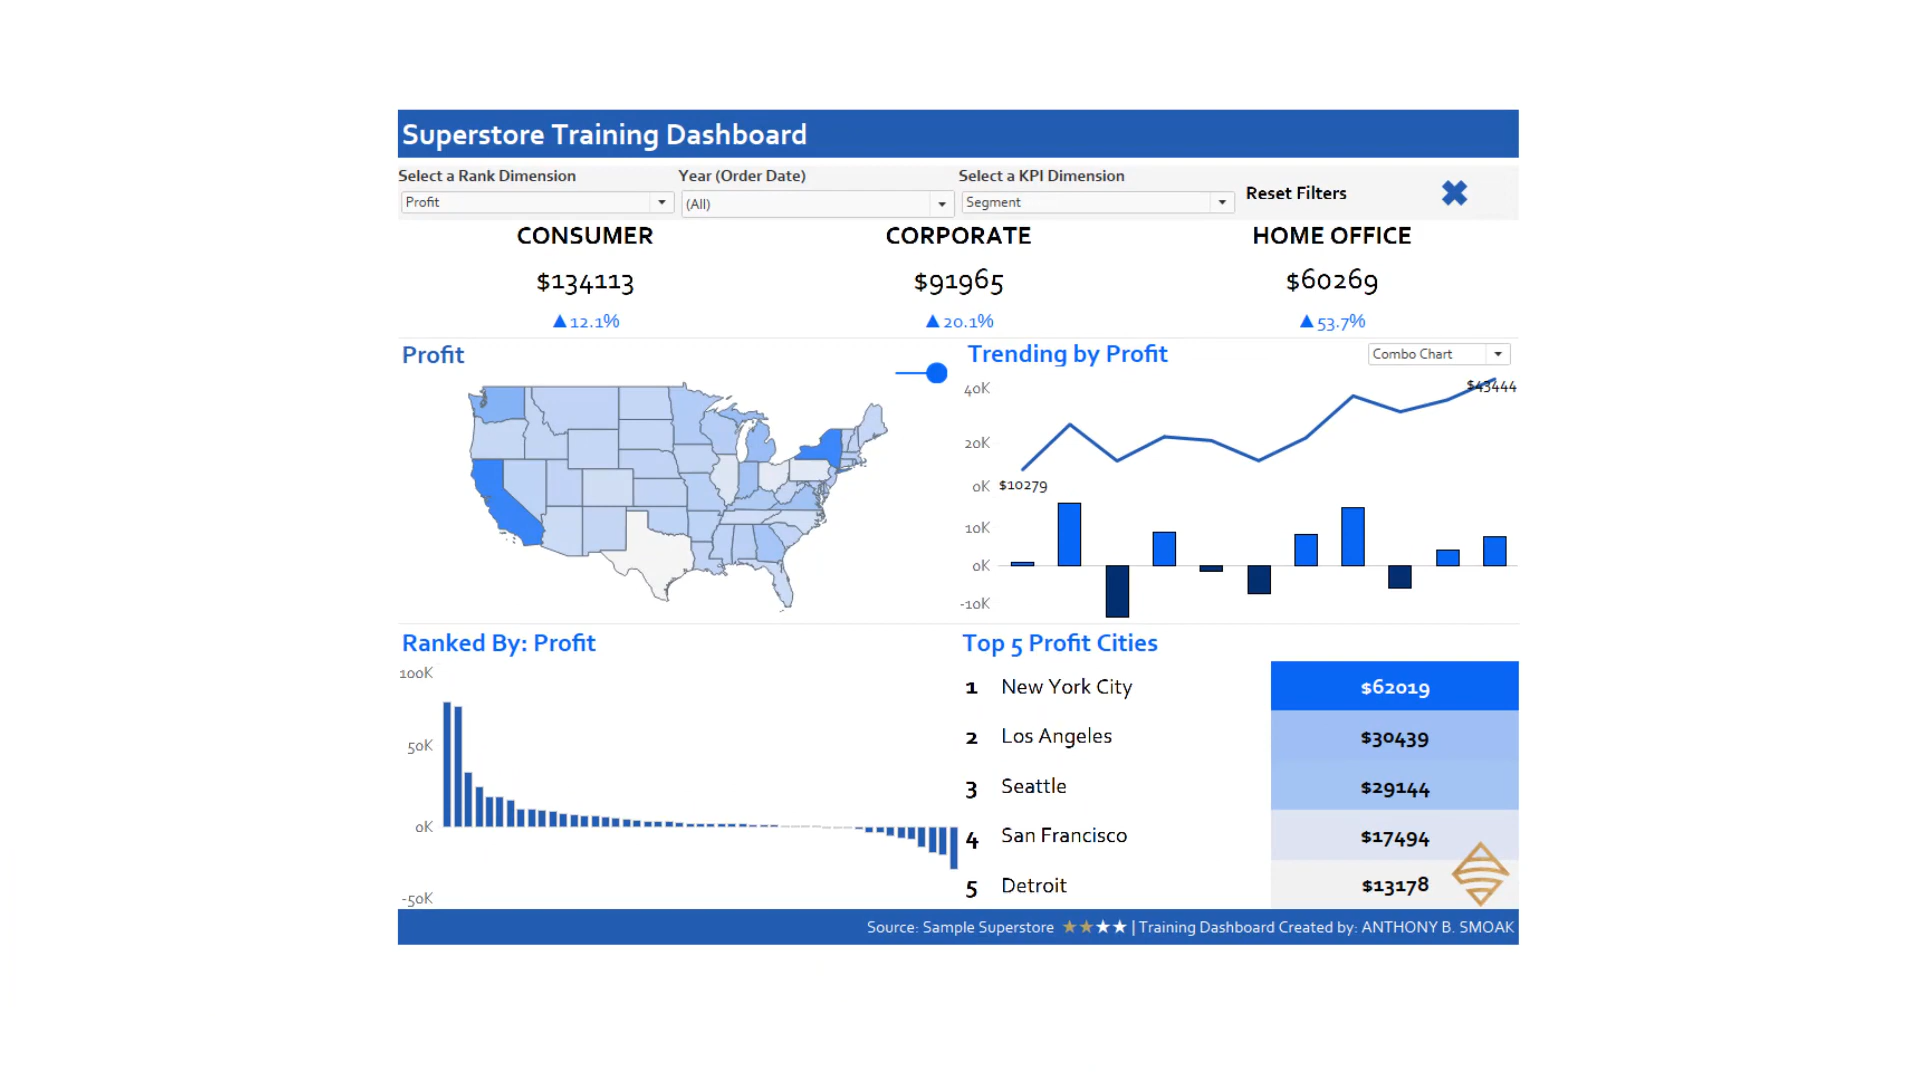 Superstore Training Dashboard
Select a Rank Dimension
Year (Order Date)
Select a KPI Dimension
Reset Filters
Profit
(All)
Segment
CONSUMER
CORPORATE
HOME OFFICE
$134113
$91965
$60269
▲12.1%
▲20.1%
▲53.7%
Profit
Trending by Profit
Combo Chart
40K
20K
0K
$43444
$10279
10K
0K
-10K
Ranked By: Profit
100K
50K
0K
-50K
Top 5 Profit Cities
1 New York City $62019
2 Los Angeles $30439
3 Seattle $29144
4 San Francisco $17494
5 Detroit $13178
Source: Sample Superstore ★★★★ | Training Dashboard Created by: ANTHONY B. SMOAK